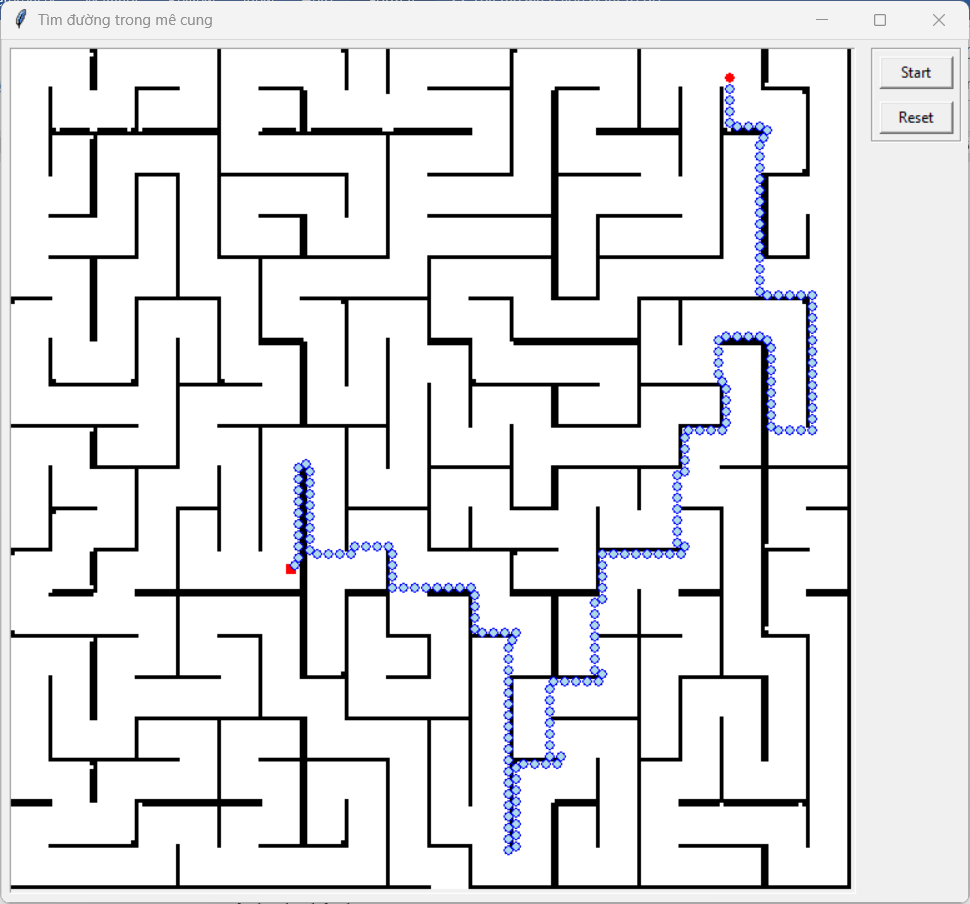 Tìm đường trong mê cung
Start
Reset